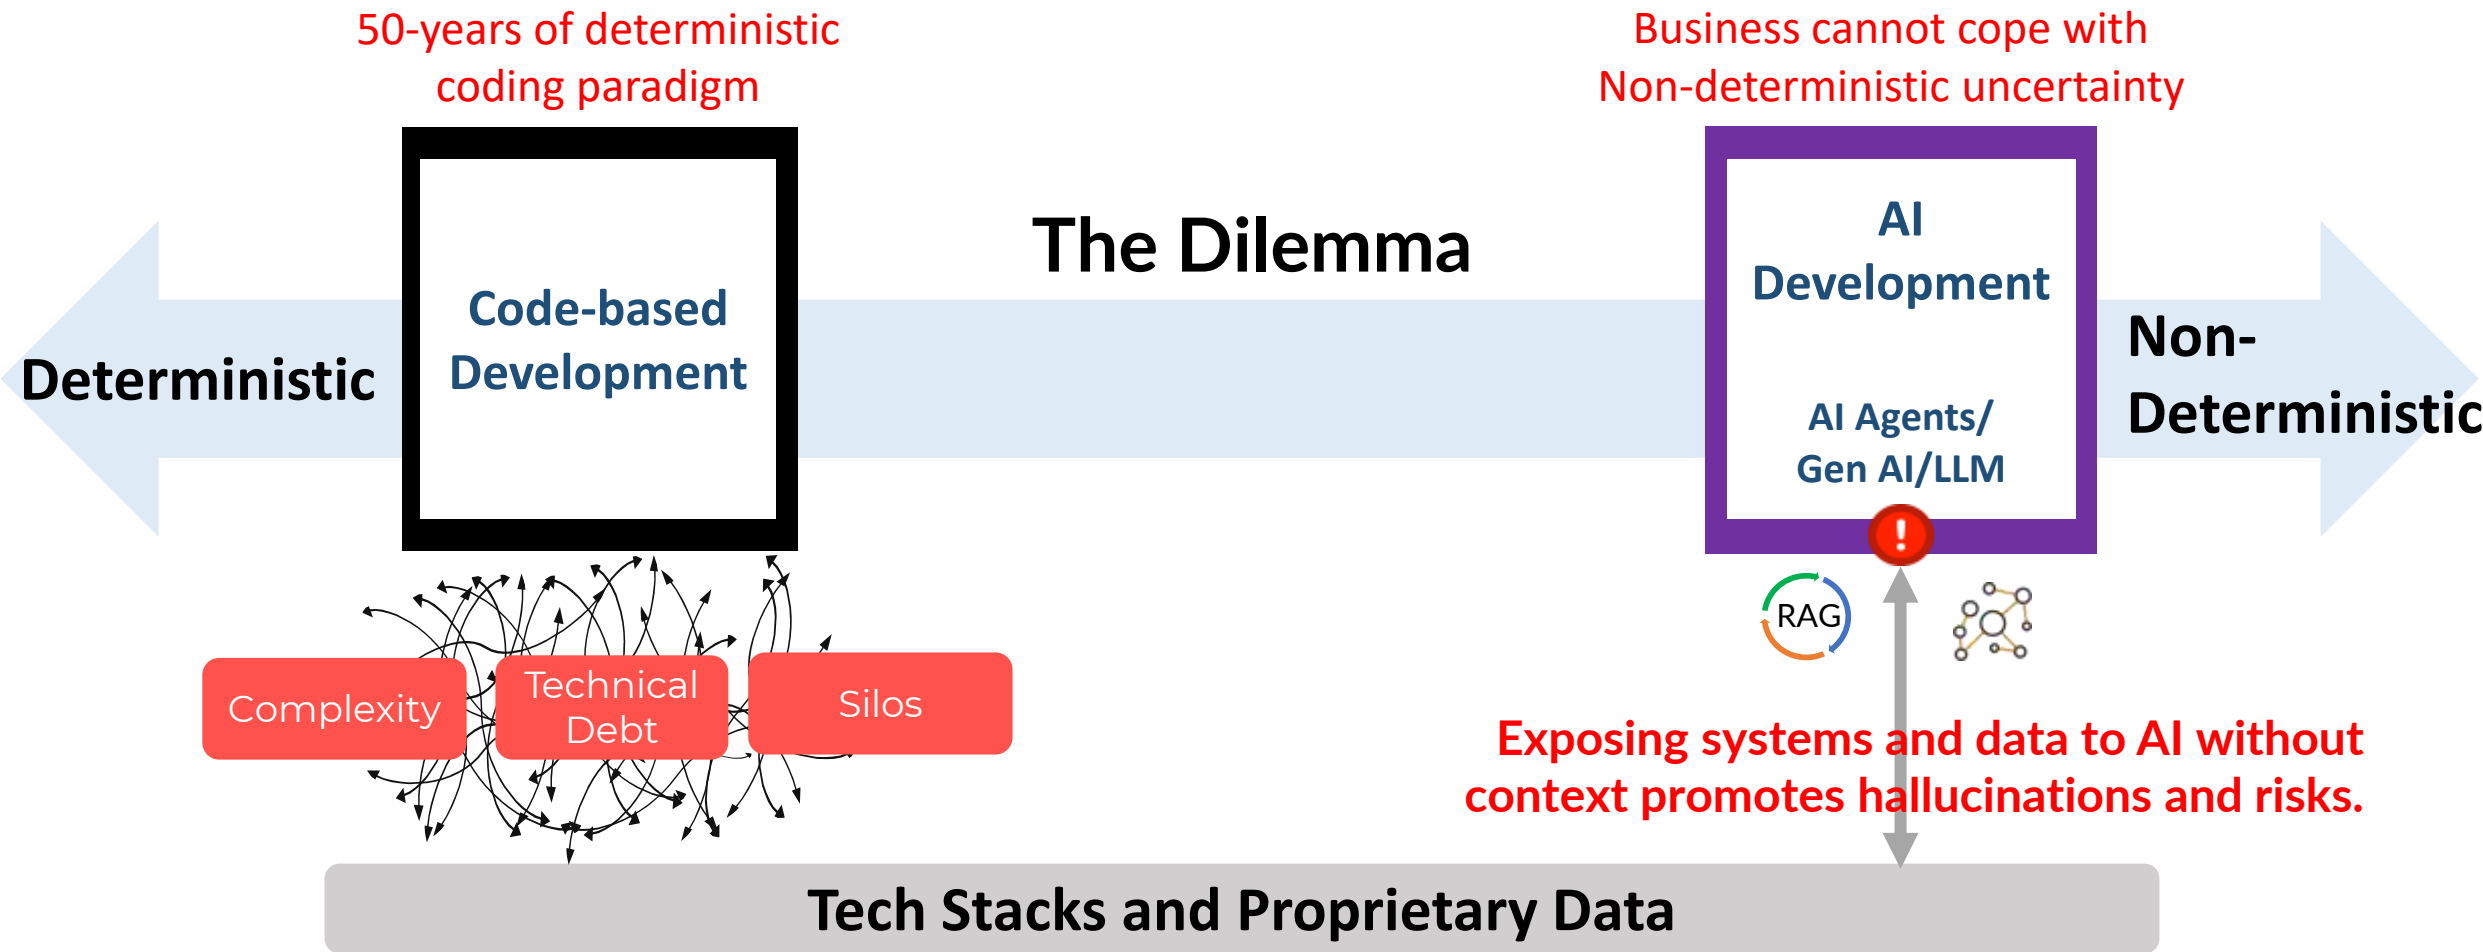 50-years of deterministic
coding paradigm
Business cannot cope with
Non-deterministic uncertainty
The Dilemma
Deterministic
Code-based
Development
AI
Development
AI Agents/
Gen AI/LLM
Non-
Deterministic
!
RAG
Complexity
Technical
Debt
Silos
Exposing systems and data to AI without
context promotes hallucinations and risks.
Tech Stacks and Proprietary Data